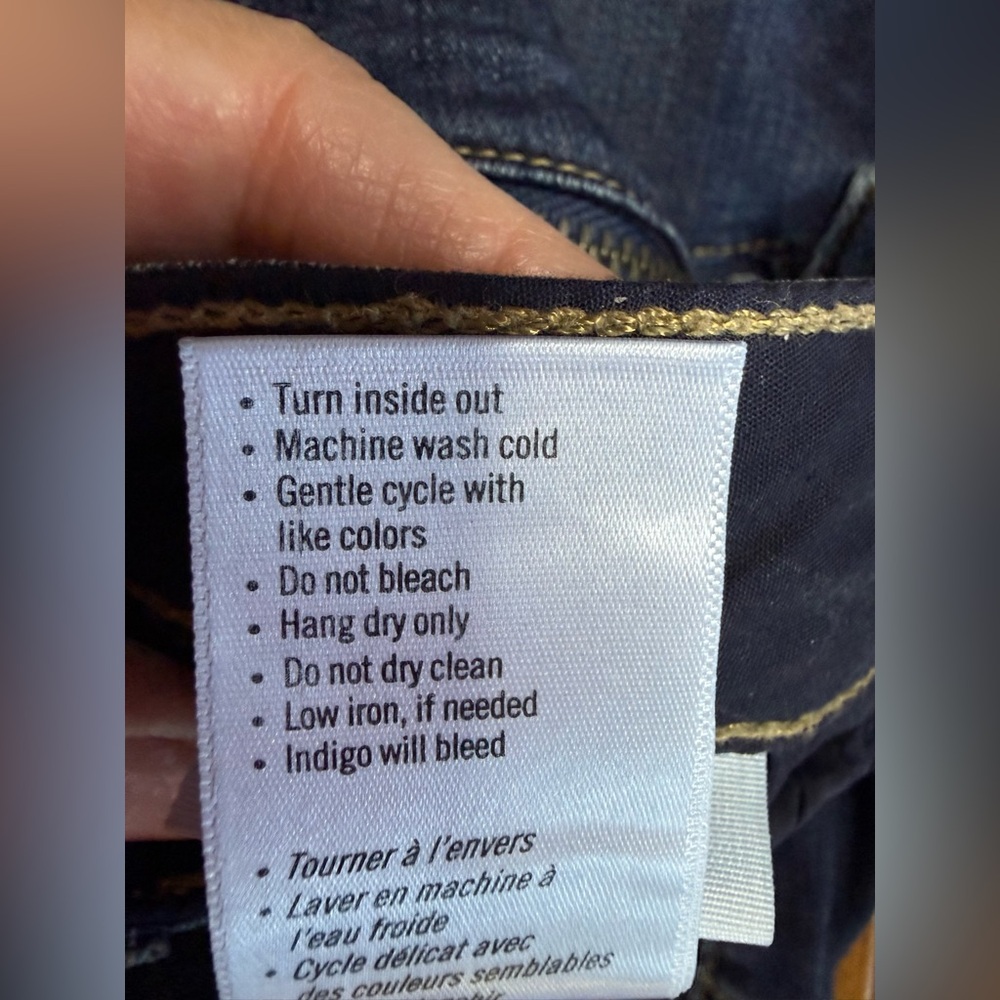 • Turn inside out
• Machine wash cold
• Gentle cycle with
like colors
• Do not bleach
• Hang dry only
• Do not dry clean
• Low iron, if needed
• Indigo will bleed
• Tourner à l'envers
• Laver en machine à
l'eau froide
• Cycle délicat avec
des couleurs semblables